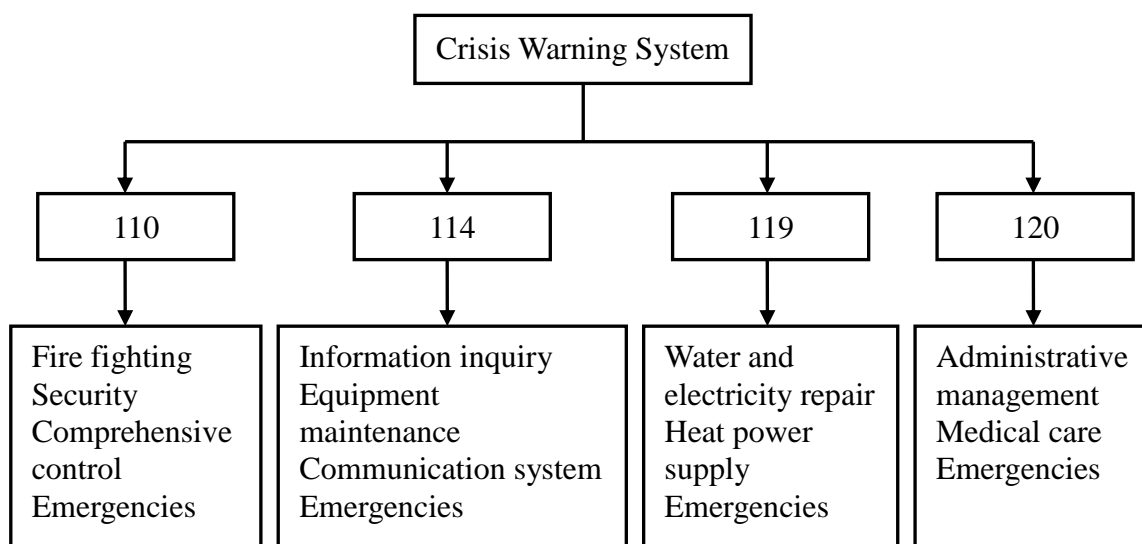 Crisis Warning System
110
114
119
120
Fire fighting
Security
Comprehensive
control
Emergencies
Information inquiry
Equipment
maintenance
Communication system
Emergencies
Water and
electricity repair
Heat power
supply
Emergencies
Administrative
management
Medical care
Emergencies